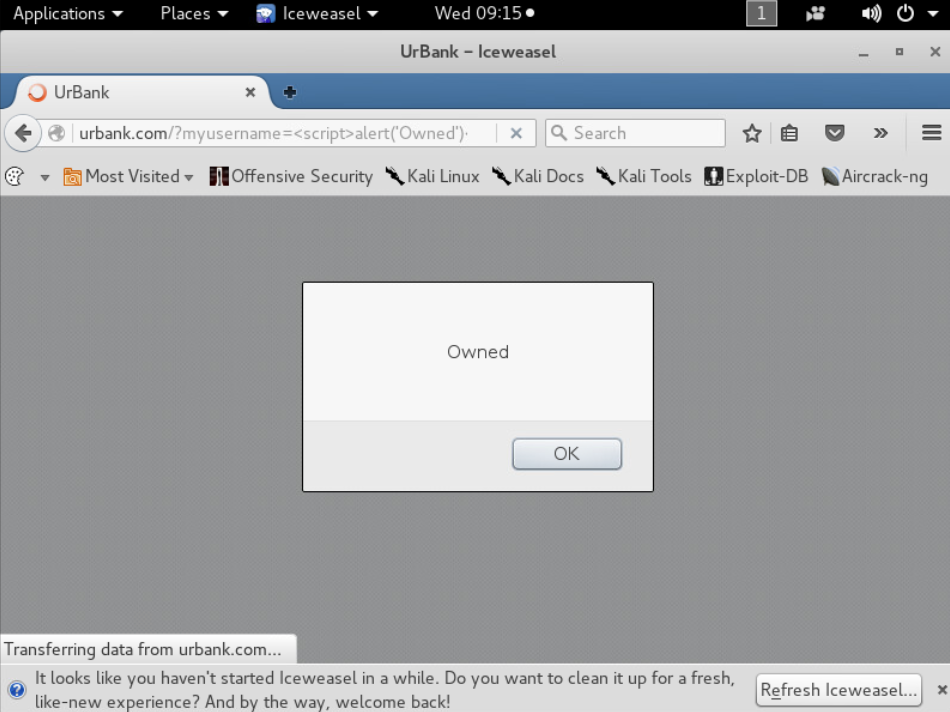 Applications Places Iceweasel Wed 09:15 1
UrBank – Iceweasel
UrBank
urbank.com/?myusername=<script>alert('Owned')· Search
Most Visited Offensive Security Kali Linux Kali Docs Kali Tools Exploit-DB Aircrack-ng
Owned
OK
Transferring data from urbank.com...
It looks like you haven't started Iceweasel in a while. Do you want to clean it up for a fresh,
like-new experience? And by the way, welcome back!
Refresh Iceweasel...